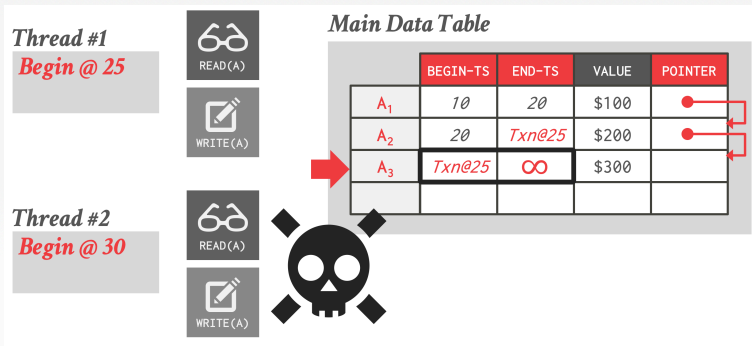 Main Data Table
Thread #1
Begin @ 25
READ(A)
WRITE(A)
BEGIN-TS END-TS VALUE POINTER
A1 10 20 $100
A2 20 Txn@25 $200
A3 Txn@25 ∞ $300
Thread #2
Begin @ 30
READ(A)
WRITE(A)